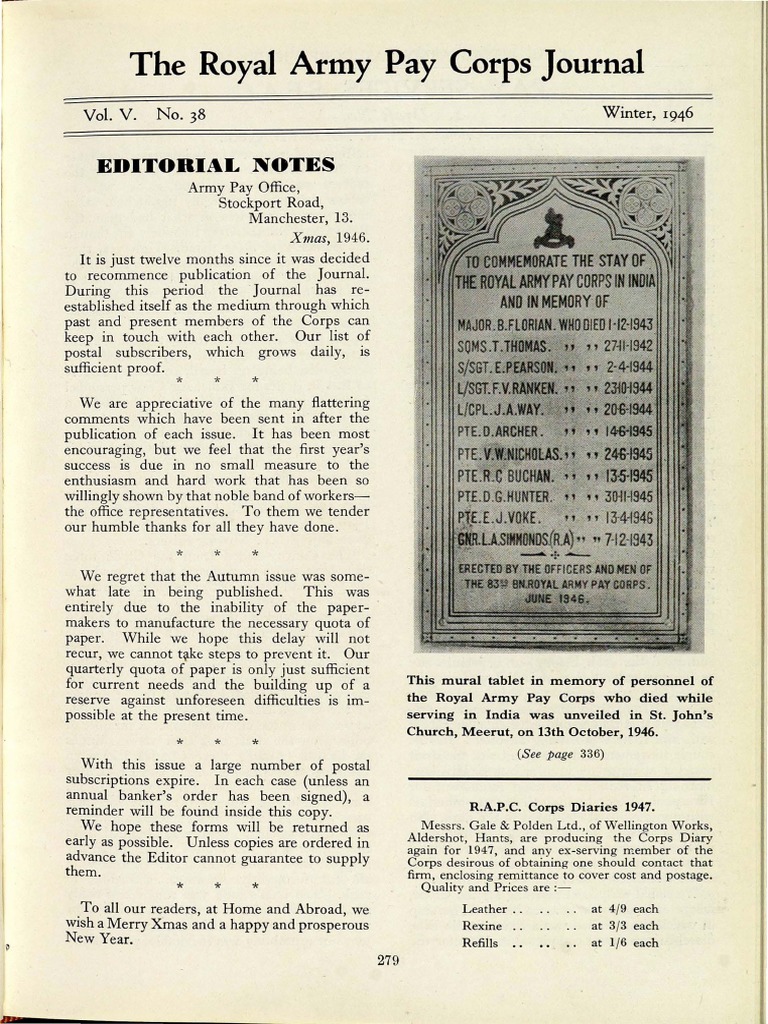 The Royal Army Pay Corps Journal
Vol. V. No. 38
Winter, 1946
EDITORIAL NOTES
Army Pay Office,
Stockport Road,
Manchester, 13.
Xmas, 1946.
It is just twelve months since it was decided
to recommence publication of the Journal.
During this period the Journal has re-
established itself as the medium through which
past and present members of the Corps can
keep in touch with each other. Our list of
postal subscribers, which grows daily, is
sufficient proof.
* * *
We are appreciative of the many flattering
comments which have been sent in after the
publication of each issue. It has been most
encouraging, but we feel that the first year's
success is due in no small measure to the
enthusiasm and hard work that has been so
willingly shown by that noble band of workers—
the office representatives. To them we tender
our humble thanks for all they have done.
* * *
We regret that the Autumn issue was some-
what late in being published. This was
entirely due to the inability of the paper-
makers to manufacture the necessary quota of
paper. While we hope this delay will not
recur, we cannot take steps to prevent it. Our
quarterly quota of paper is only just sufficient
for current needs and the building up of a
reserve against unforeseen difficulties is im-
possible at the present time.
* * *
With this issue a large number of postal
subscriptions expire. In each case (unless an
annual banker's order has been signed), a
reminder will be found inside this copy.
We hope these forms will be returned as
early as possible. Unless copies are ordered in
advance the Editor cannot guarantee to supply
them.
* * *
To all our readers, at Home and Abroad, we
wish a Merry Xmas and a happy and prosperous
New Year.
TO COMMEMORATE THE STAY OF
THE ROYAL ARMY PAY CORPS IN INDIA
AND IN MEMORY OF
MAJOR.B.FLORIAN. WHO DIED 1-12-1943
SQMS.T.THOMAS. ,, ,, 27-11-1942
S/SGT.E.PEARSON. ,, ,, 2-4-1944
L/SGT.F.V.RANKEN. ,, ,, 23-10-1944
L/CPL.J.A.WAY. ,, ,, 20-6-1944
PTE.D.ARCHER. ,, ,, 14-6-1945
PTE.V.W.NICHOLAS. ,, ,, 24-6-1945
PTE.R.C BUCHAN. ,, ,, 13-5-1945
PTE.D.G.HUNTER. ,, ,, 30-11-1945
PTE.E.J.VOKE. ,, ,, 13-4-1946
GNR.L.A.SIMMONDS.(R.A) ,, ,, 7-12-1943
ERECTED BY THE OFFICERS AND MEN OF
THE 83RD BN.ROYAL ARMY PAY CORPS.
JUNE 1946.
This mural tablet in memory of personnel of
the Royal Army Pay Corps who died while
serving in India was unveiled in St. John's
Church, Meerut, on 13th October, 1946.
(See page 336)
R.A.P.C. Corps Diaries 1947.
Messrs. Gale & Polden Ltd., of Wellington Works,
Aldershot, Hants, are producing the Corps Diary
again for 1947, and any ex-serving member of the
Corps desirous of obtaining one should contact that
firm, enclosing remittance to cover cost and postage.
Quality and Prices are :—
Leather .. .. .. at 4/9 each
Rexine .. .. .. at 3/3 each
Refills .. .. .. at 1/6 each
279